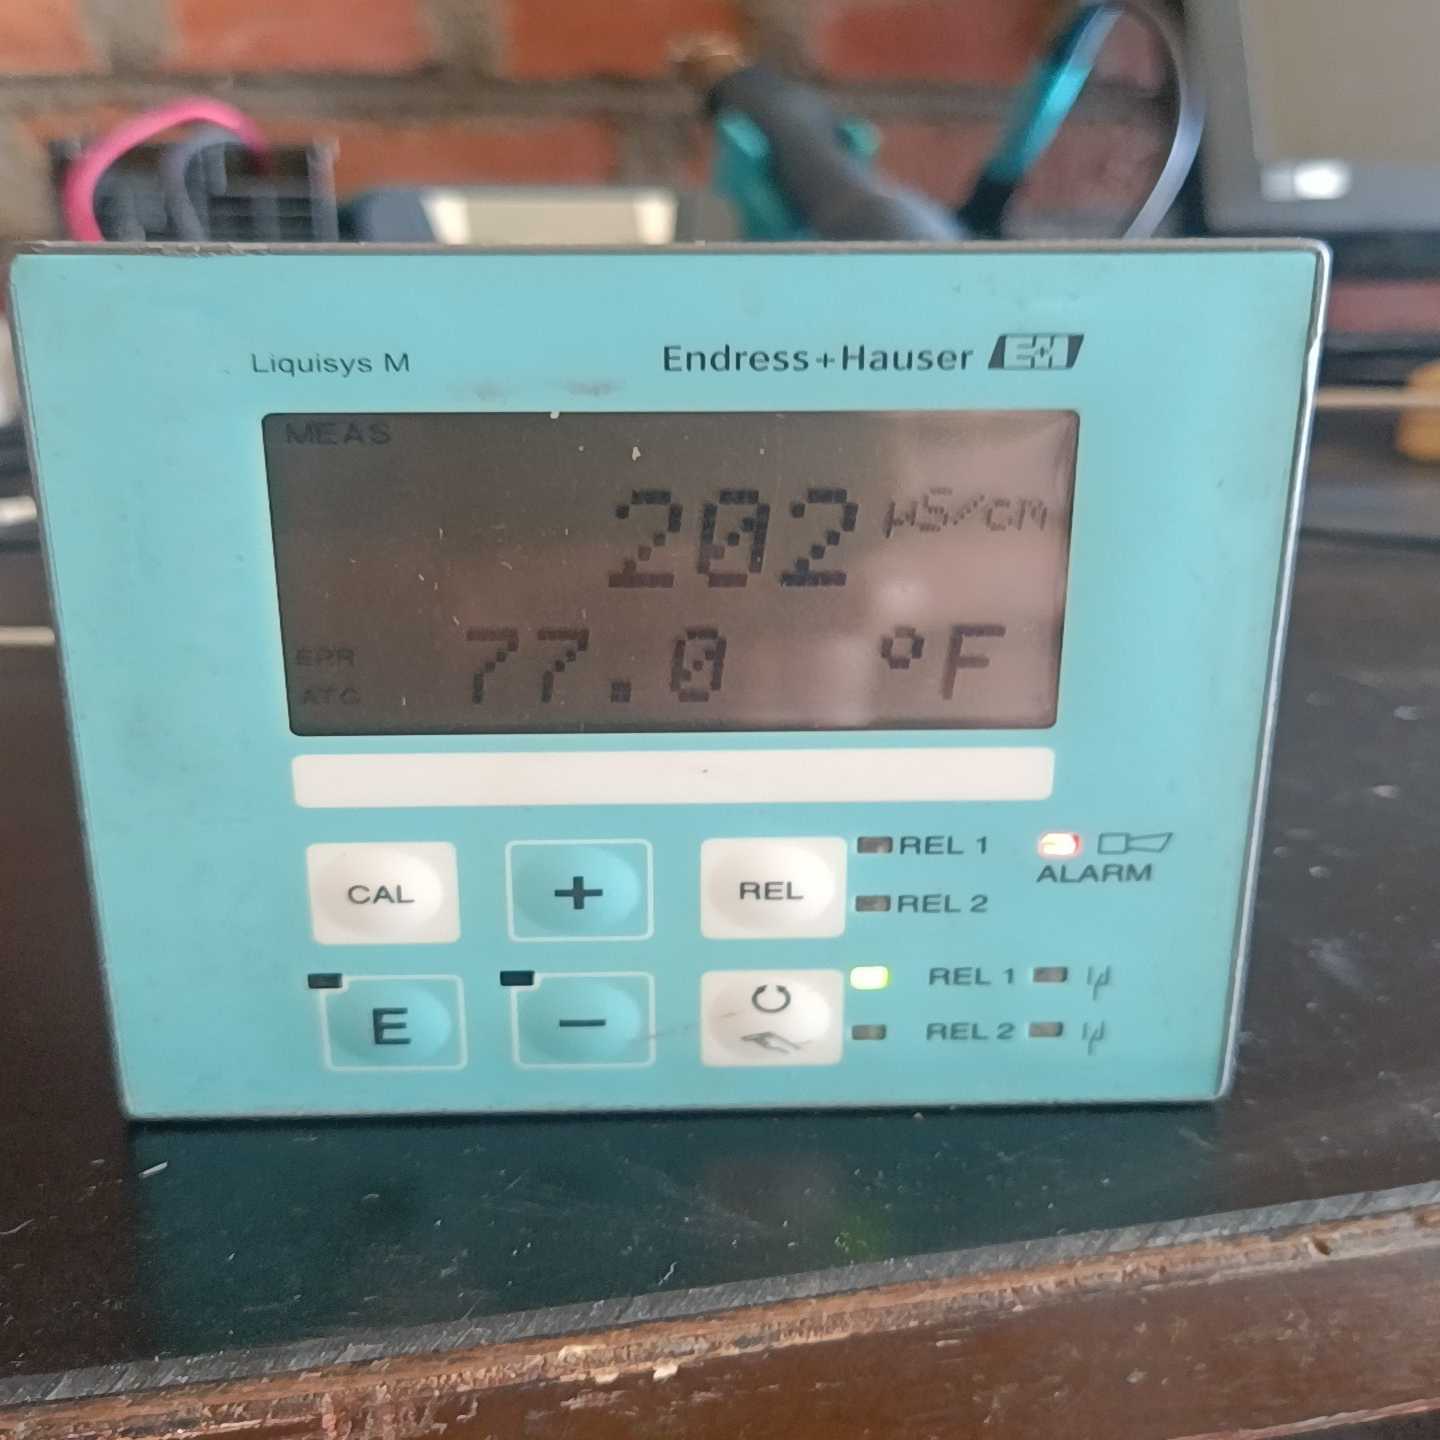 Liquisys M
Endress+Hauser E+H
MEAS
202 µS/cm
ERR
ATC
77.0 °F
CAL
+
REL
REL 1
REL 2
ALARM
E
−
REL 1
REL 2